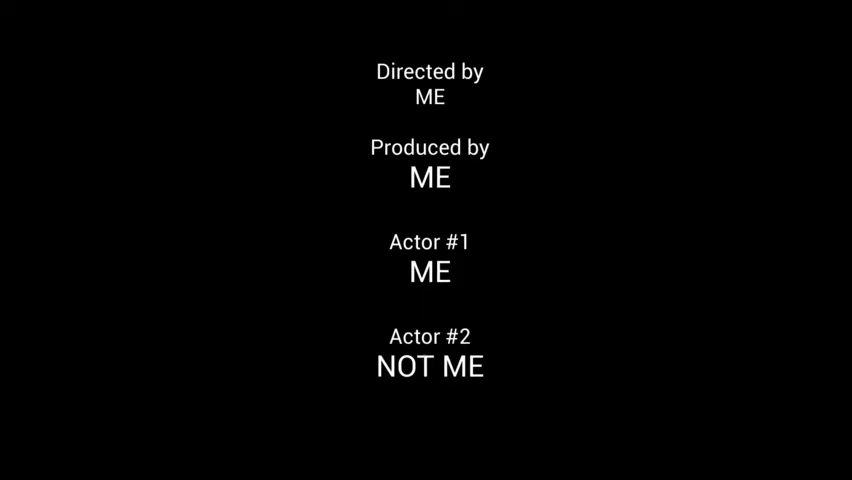 Directed by
ME
Produced by
ME
Actor #1
ME
Actor #2
NOT ME